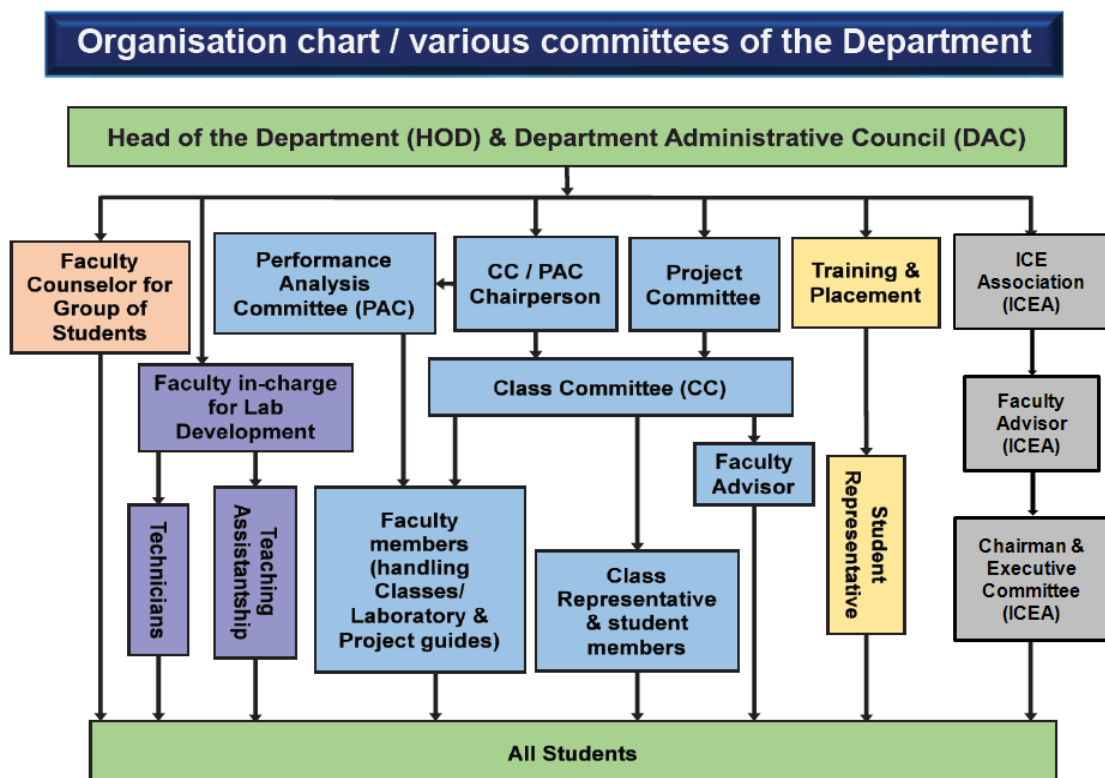 Organisation chart / various committees of the Department
Head of the Department (HOD) & Department Administrative Council (DAC)
Faculty
Counselor for
Group of
Students
Performance
Analysis
Committee (PAC)
CC / PAC
Chairperson
Project
Committee
Training &
Placement
ICE
Association
(ICEA)
Faculty in-charge
for Lab
Development
Class Committee (CC)
Faculty
Advisor
(ICEA)
Faculty
Advisor
Technicians
Teaching
Assistantship
Faculty
members
(handling
Classes/
Laboratory &
Project guides)
Class
Representative
& student
members
Student
Representative
Chairman &
Executive
Committee
(ICEA)
All Students